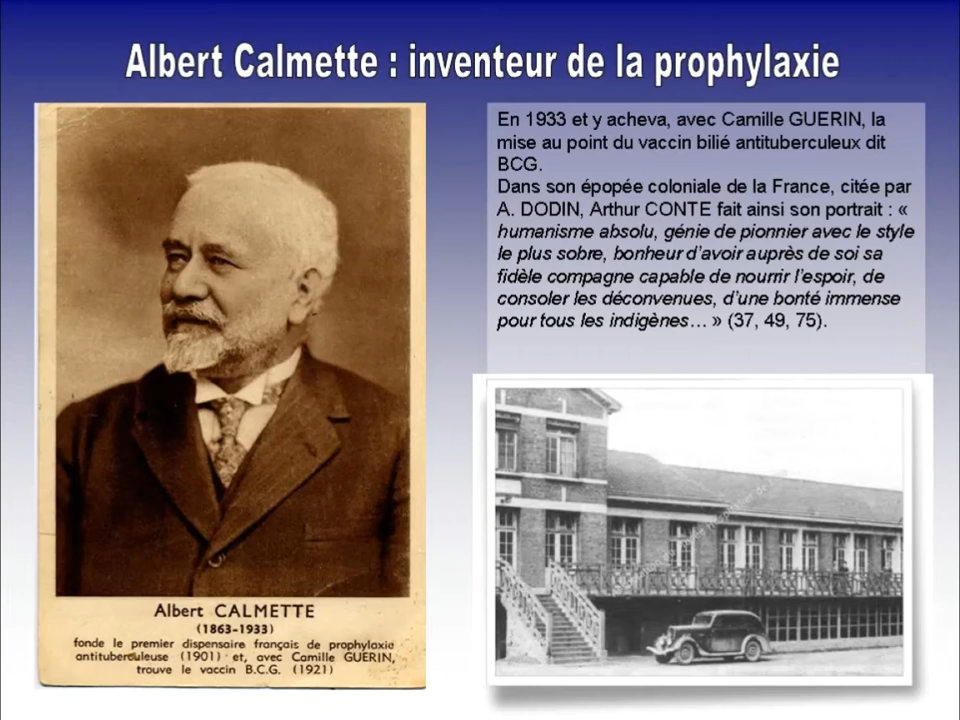 Albert Calmette : inventeur de la prophylaxie
En 1933 et y acheva, avec Camille GUERIN, la
mise au point du vaccin bilié antituberculeux dit
BCG.
Dans son épopée coloniale de la France, citée par
A. DODIN, Arthur CONTE fait ainsi son portrait : «
humanisme absolu, génie de pionnier avec le style
le plus sobre, bonheur d’avoir auprès de soi sa
fidèle compagne capable de nourrir l’espoir, de
consoler les déconvenues, d’une bonté immense
pour tous les indigènes… » (37, 49, 75).
Albert CALMETTE
(1863-1933)
fonde le premier dispensaire français de prophylaxie
antituberculeuse (1901) et, avec Camille GUERIN,
trouve le vaccin B.C.G. (1921)